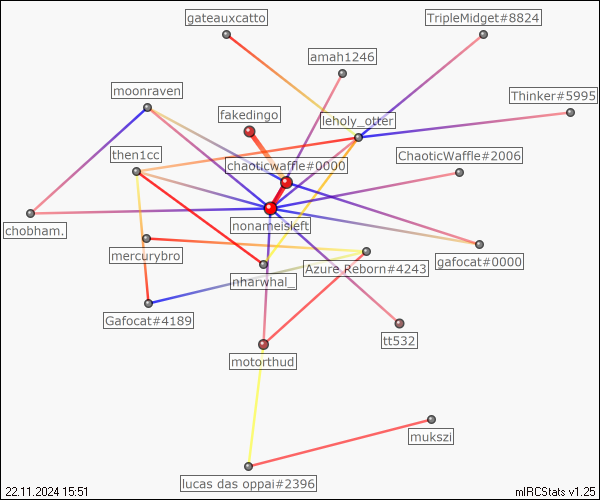 gateauxcatto
TripleMidget#8824
amah1246
moonraven
Thinker#5995
fakedingo
leholy_otter
then1cc
chaoticwaffle#0000
ChaoticWaffle#2006
chobham.
nonameisleft
mercurybro
gafocat#0000
Azure Reborn#4243
nharwhal_
Gafocat#4189
tt532
motorthud
mukszi
lucas das oppai#2396
22.11.2024 15:51
mIRCStats v1.25